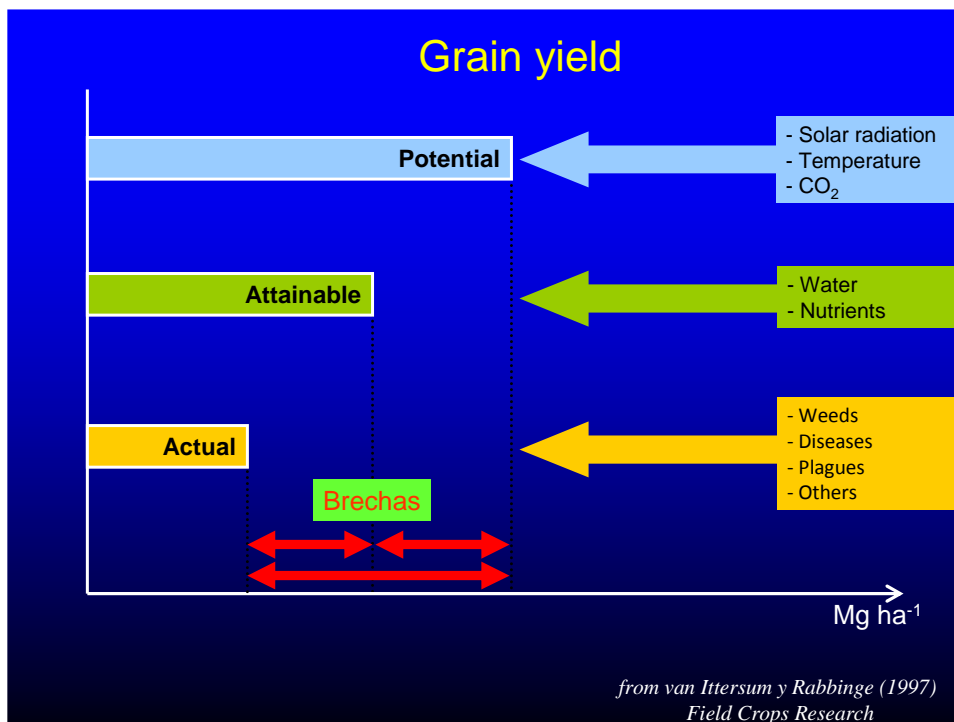 Grain yield
Potential
- Solar radiation
- Temperature
- CO₂
Attainable
- Water
- Nutrients
Actual
- Weeds
- Diseases
- Plagues
- Others
Brechas
Mg ha⁻¹
from van Ittersum y Rabbinge (1997)
Field Crops Research